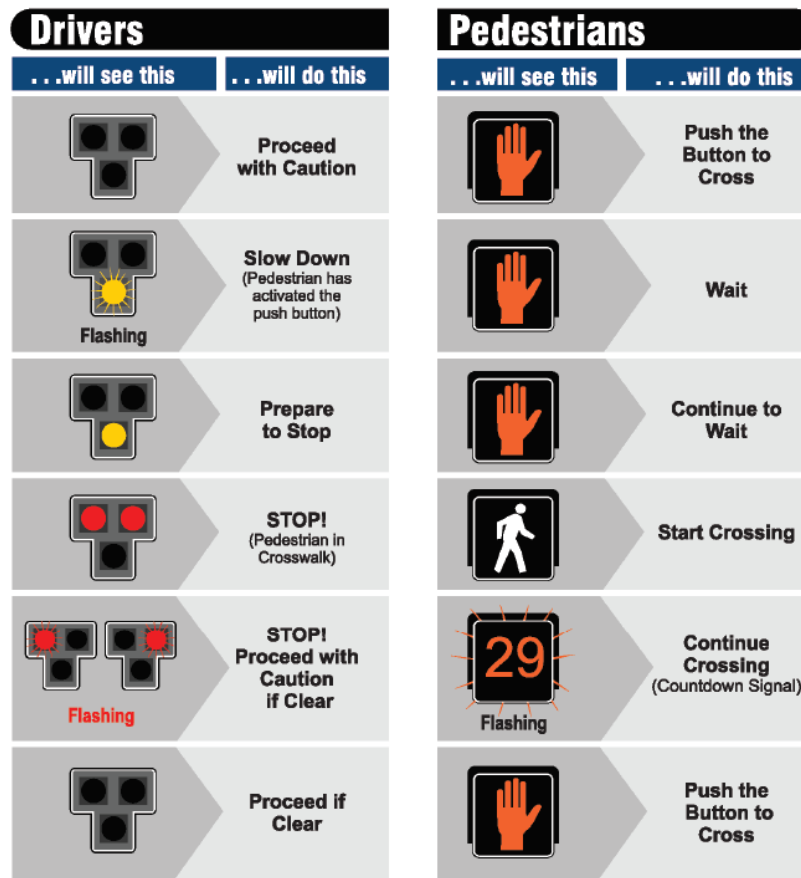 Drivers
. . .will see this
. . .will do this
Proceed
with Caution
Flashing
Slow Down
(Pedestrian has
activated the
push button)
Prepare
to Stop
STOP!
(Pedestrian in
Crosswalk)
Flashing
STOP!
Proceed with
Caution
if Clear
Proceed if
Clear
Pedestrians
. . .will see this
. . .will do this
Push the
Button to
Cross
Wait
Continue to
Wait
Start Crossing
29
Flashing
Continue
Crossing
(Countdown Signal)
Push the
Button to
Cross